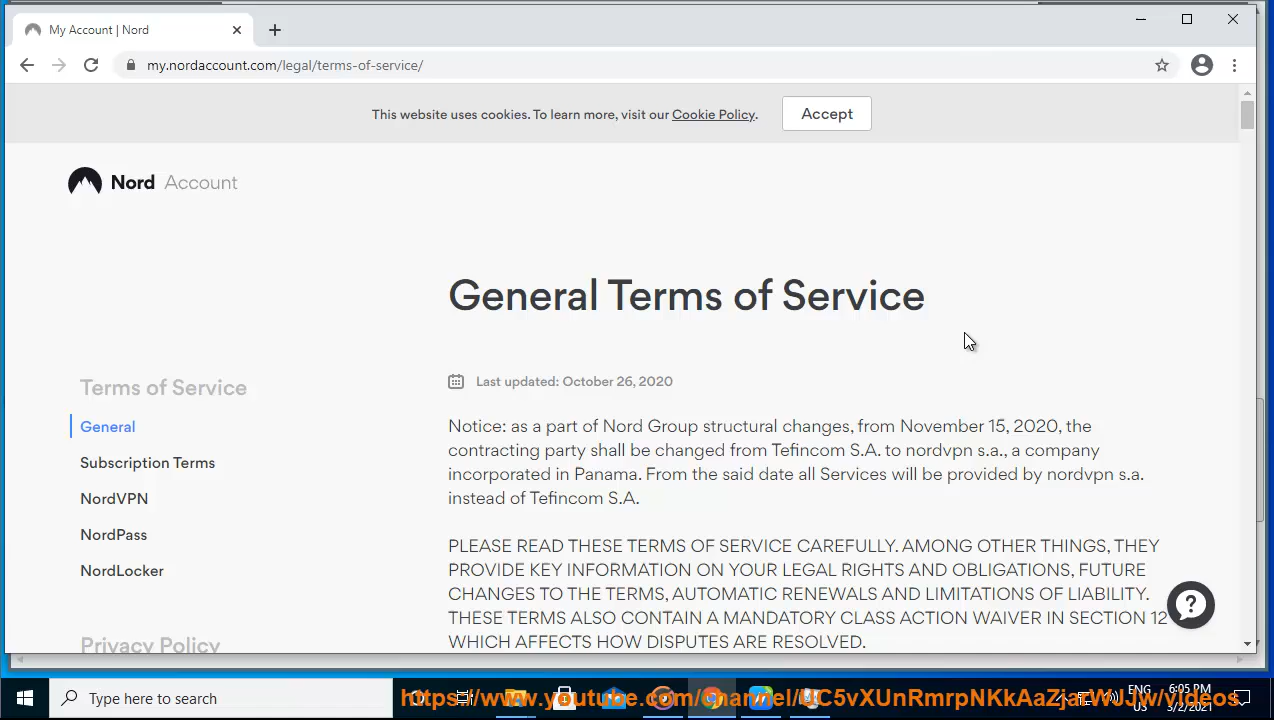 My Account | Nord
my.nordaccount.com/legal/terms-of-service/
This website uses cookies. To learn more, visit our Cookie Policy.
Accept
Nord Account
General Terms of Service
Last updated: October 26, 2020
Notice: as a part of Nord Group structural changes, from November 15, 2020, the
contracting party shall be changed from Tefincom S.A. to nordvpn s.a., a company
incorporated in Panama. From the said date all Services will be provided by nordvpn s.a.
instead of Tefincom S.A.
PLEASE READ THESE TERMS OF SERVICE CAREFULLY. AMONG OTHER THINGS, THEY
PROVIDE KEY INFORMATION ON YOUR LEGAL RIGHTS AND OBLIGATIONS, FUTURE
CHANGES TO THE TERMS, AUTOMATIC RENEWALS AND LIMITATIONS OF LIABILITY.
THESE TERMS ALSO CONTAIN A MANDATORY CLASS ACTION WAIVER IN SECTION 12
WHICH AFFECTS HOW DISPUTES ARE RESOLVED.
Terms of Service
General
Subscription Terms
NordVPN
NordPass
NordLocker
Privacy Policy
?
Type here to search
https://www.youtube.com/channel/UC5vXUnRmrpNKkAaZjarWJJw/videos
ENG
US
6:05 PM
3/2/2021